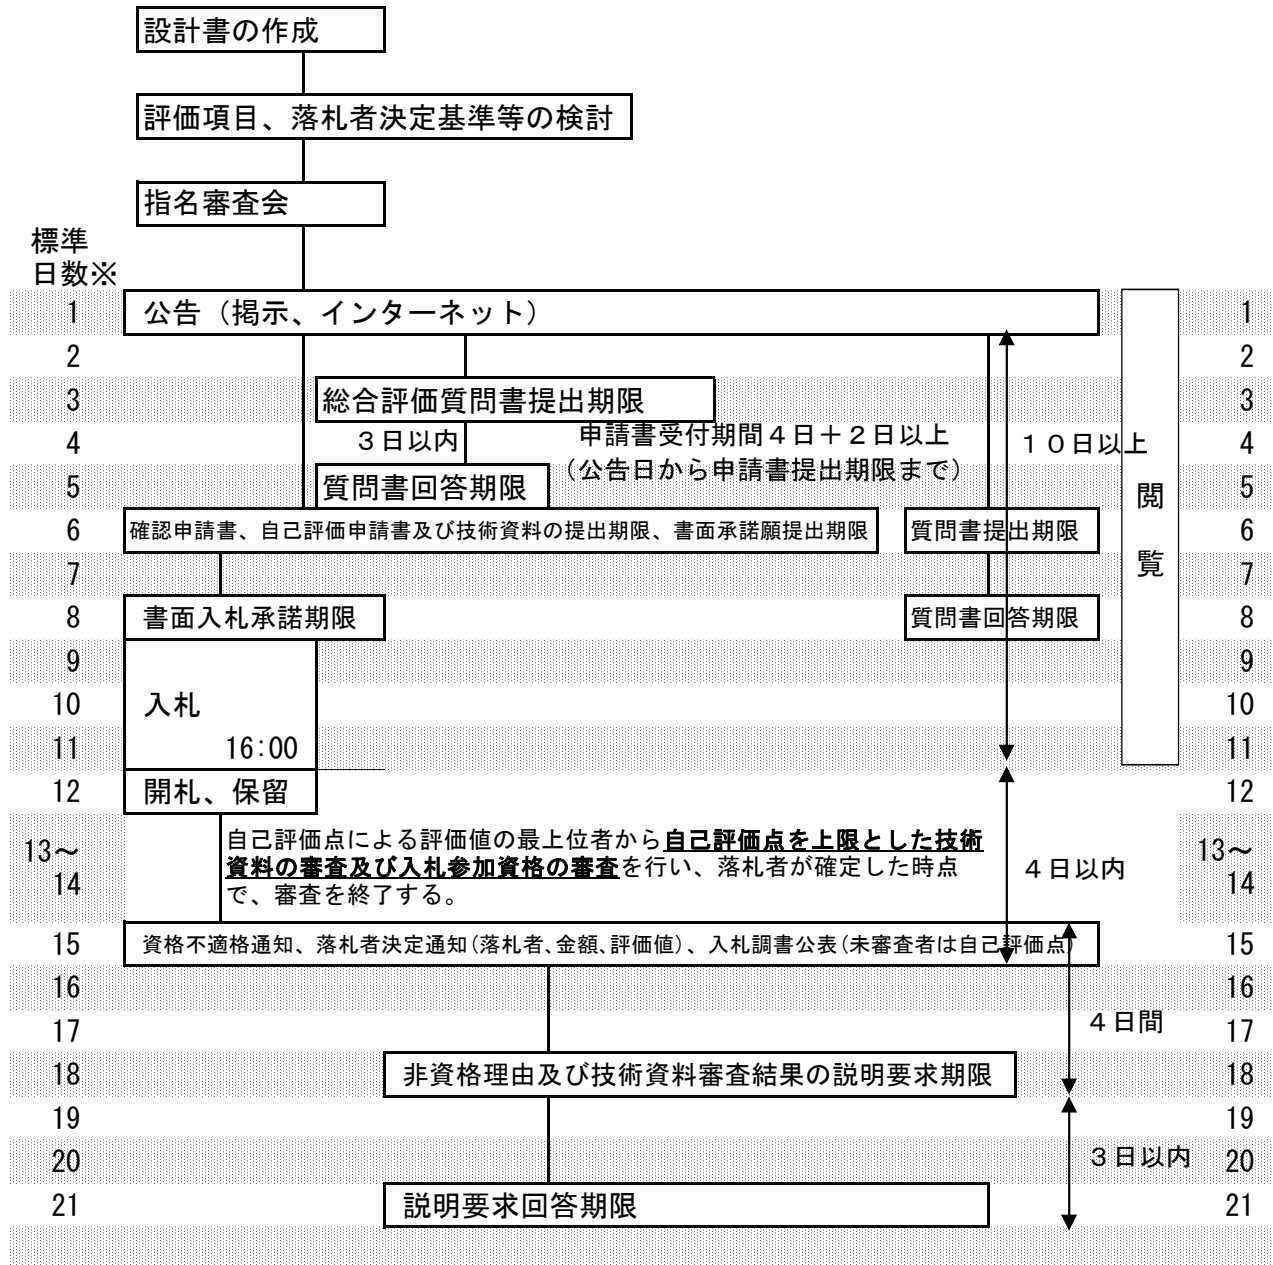 設計書の作成
評価項目、落札者決定基準等の検討
指名審査会
標準
日数※
1 公告（掲示、インターネット） 1
2 2
3 総合評価質問書提出期限 3
4 ３日以内 申請書受付期間４日＋２日以上 １０日以上 4
（公告日から申請書提出期限まで）
5 質問書回答期限 閲 5
6 確認申請書、自己評価申請書及び技術資料の提出期限、書面承諾願提出期限 質問書提出期限 6
7 覧 7
8 書面入札承諾期限 質問書回答期限 8
9 9
10 入札 10
11 16:00 11
12 開札、保留 12
13～ 自己評価点による評価値の最上位者から自己評価点を上限とした技術 13～
14 資料の審査及び入札参加資格の審査を行い、落札者が確定した時点 ４日以内 14
で、審査を終了する。
15 資格不適格通知、落札者決定通知（落札者、金額、評価値）、入札調書公表（未審査者は自己評価点） 15
16 16
17 ４日間 17
18 非資格理由及び技術資料審査結果の説明要求期限 18
19 19
20 ３日以内 20
21 説明要求回答期限 21